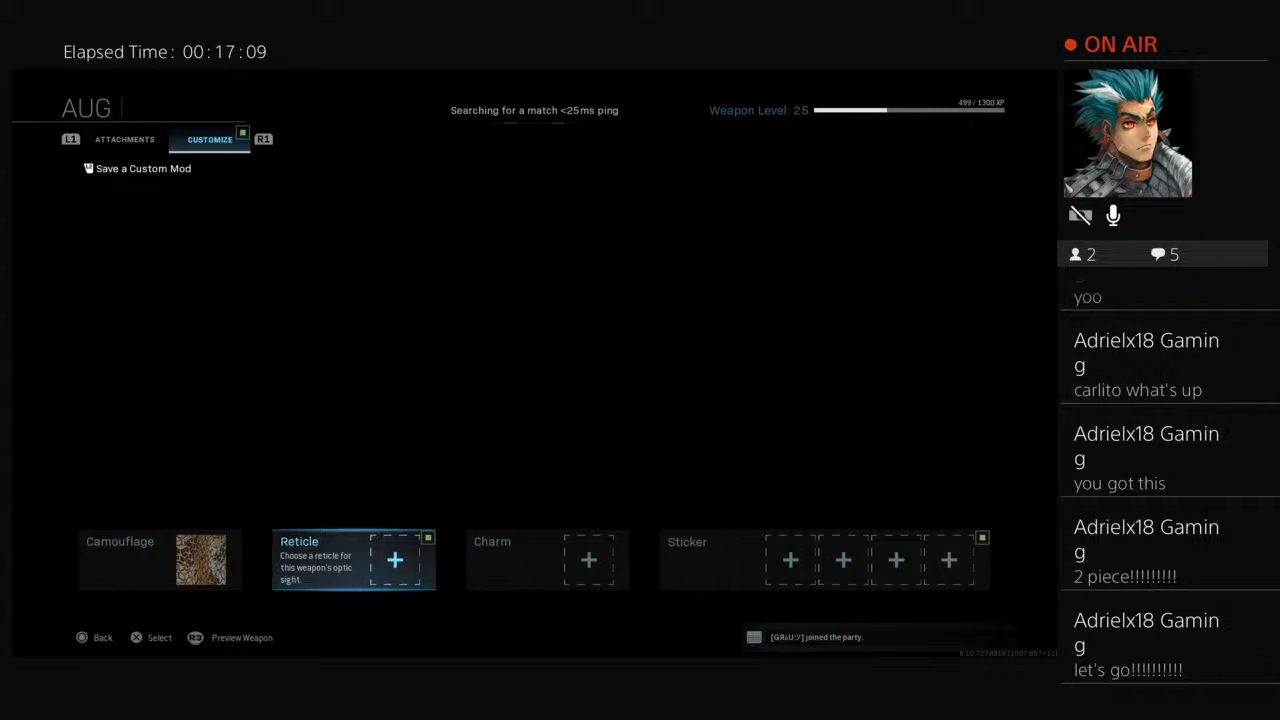 Elapsed Time: 00:17:09
ON AIR
AUG
Searching for a match <25ms ping
Weapon Level: 25
499 / 1300 XP
L1
ATTACHMENTS
CUSTOMIZE
R1
Save a Custom Mod
2
5
yoo
Adrielx18 Gamin
g
carlito what's up
Adrielx18 Gamin
g
you got this
Adrielx18 Gamin
g
2 piece!!!!!!!!!
Adrielx18 Gamin
g
let's go!!!!!!!!!!
Camouflage
Reticle
Choose a reticle for
this weapon's optic
sight.
Charm
Sticker
Back
Select
R3
Preview Weapon
joined the party.